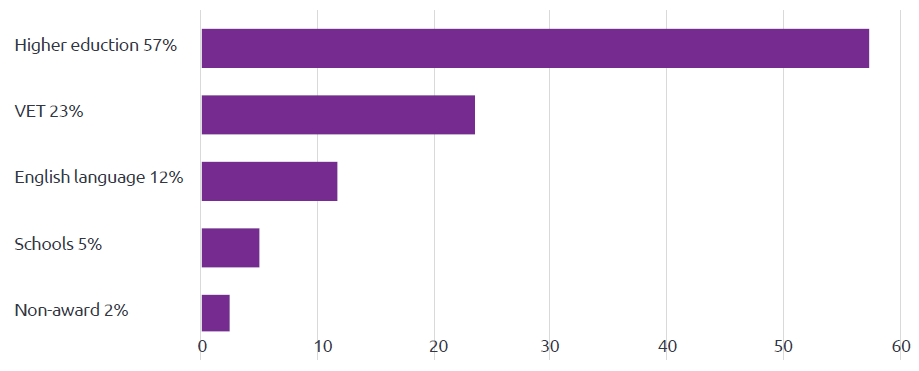 Higher eduction 57%
VET 23%
English language 12%
Schools 5%
Non-award 2%
0 10 20 30 40 50 60